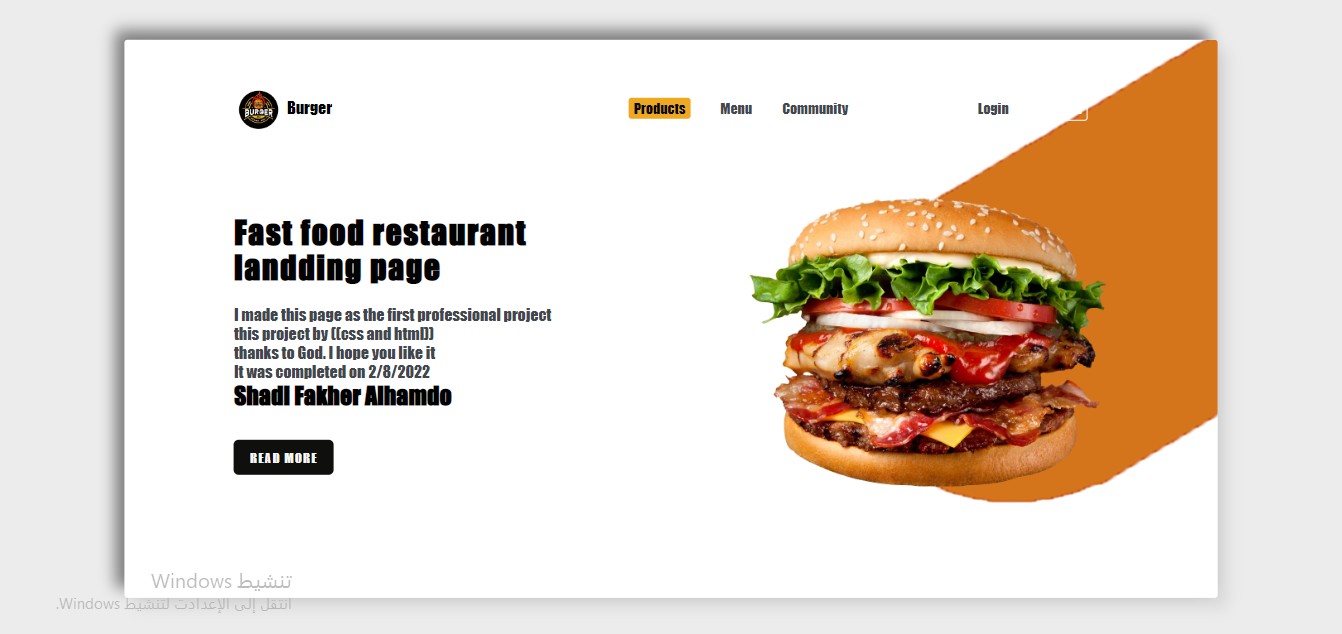 BURGER
Burger
Products
Menu
Community
Login
Fast food restaurant
landding page
I made this page as the first professional project
this project by ((css and html))
thanks to God. I hope you like it
It was completed on 2/8/2022
Shadi Fakher Alhamdo
READ MORE
تنشيط Windows
انتقل إلى الإعدادت لتنشيط Windows.